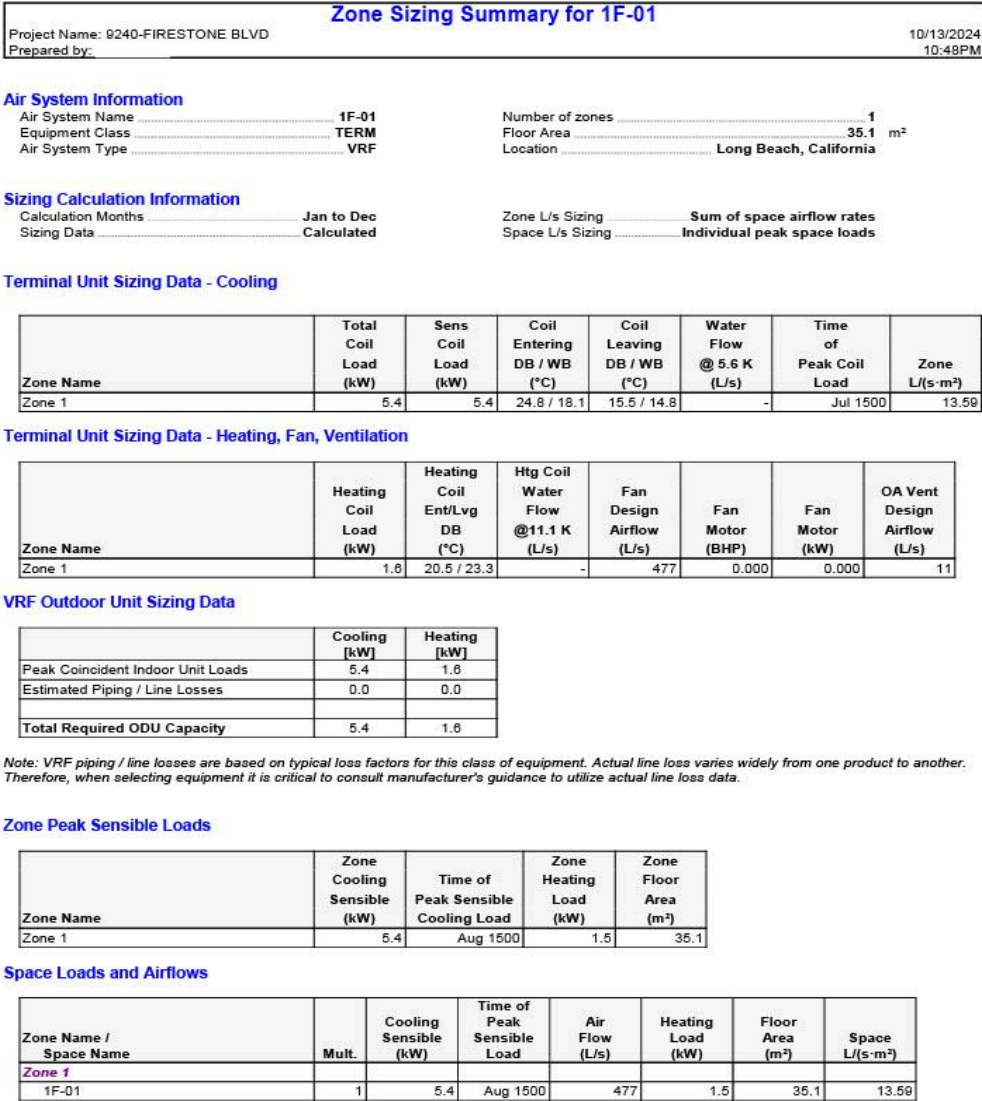 Zone Sizing Summary for 1F-01
Project Name: 9240-FIRESTONE BLVD 10/13/2024
Prepared by: 10:48PM
Air System Information
Air System Name 1F-01 Number of zones 1
Equipment Class TERM Floor Area 35.1 m²
Air System Type VRF Location Long Beach, California
Sizing Calculation Information
Calculation Months Jan to Dec Zone L/s Sizing Sum of space airflow rates
Sizing Data Calculated Space L/s Sizing Individual peak space loads
Terminal Unit Sizing Data - Cooling
Total Sens Coil Coil Water Time
Coil Coil Entering Leaving Flow of
Load Load DB / WB DB / WB @ 5.6 K Peak Coil Zone
Zone Name (kW) (kW) (°C) (°C) (L/s) Load L/(s·m²)
Zone 1 5.4 5.4 24.8 / 18.1 15.5 / 14.8 - Jul 1500 13.59
Terminal Unit Sizing Data - Heating, Fan, Ventilation
Heating Htg Coil
Heating Coil Water Fan OA Vent
Coil Ent/Lvg Flow Design Fan Fan Design
Load DB @11.1 K Airflow Motor Motor Airflow
Zone Name (kW) (°C) (L/s) (L/s) (BHP) (kW) (L/s)
Zone 1 1.6 20.5 / 23.3 - 477 0.000 0.000 11
VRF Outdoor Unit Sizing Data
Cooling Heating
[kW] [kW]
Peak Coincident Indoor Unit Loads 5.4 1.6
Estimated Piping / Line Losses 0.0 0.0
Total Required ODU Capacity 5.4 1.6
Note: VRF piping / line losses are based on typical loss factors for this class of equipment. Actual line loss varies widely from one product to another.
Therefore, when selecting equipment it is critical to consult manufacturer's guidance to utilize actual line loss data.
Zone Peak Sensible Loads
Zone Zone Zone
Cooling Time of Heating Floor
Sensible Peak Sensible Load Area
Zone Name (kW) Cooling Load (kW) (m²)
Zone 1 5.4 Aug 1500 1.5 35.1
Space Loads and Airflows
Time of
Cooling Peak Air Heating Floor
Zone Name / Sensible Sensible Flow Load Area Space
Space Name Mult. (kW) Load (L/s) (kW) (m²) L/(s·m²)
Zone 1
1F-01 1 5.4 Aug 1500 477 1.5 35.1 13.59